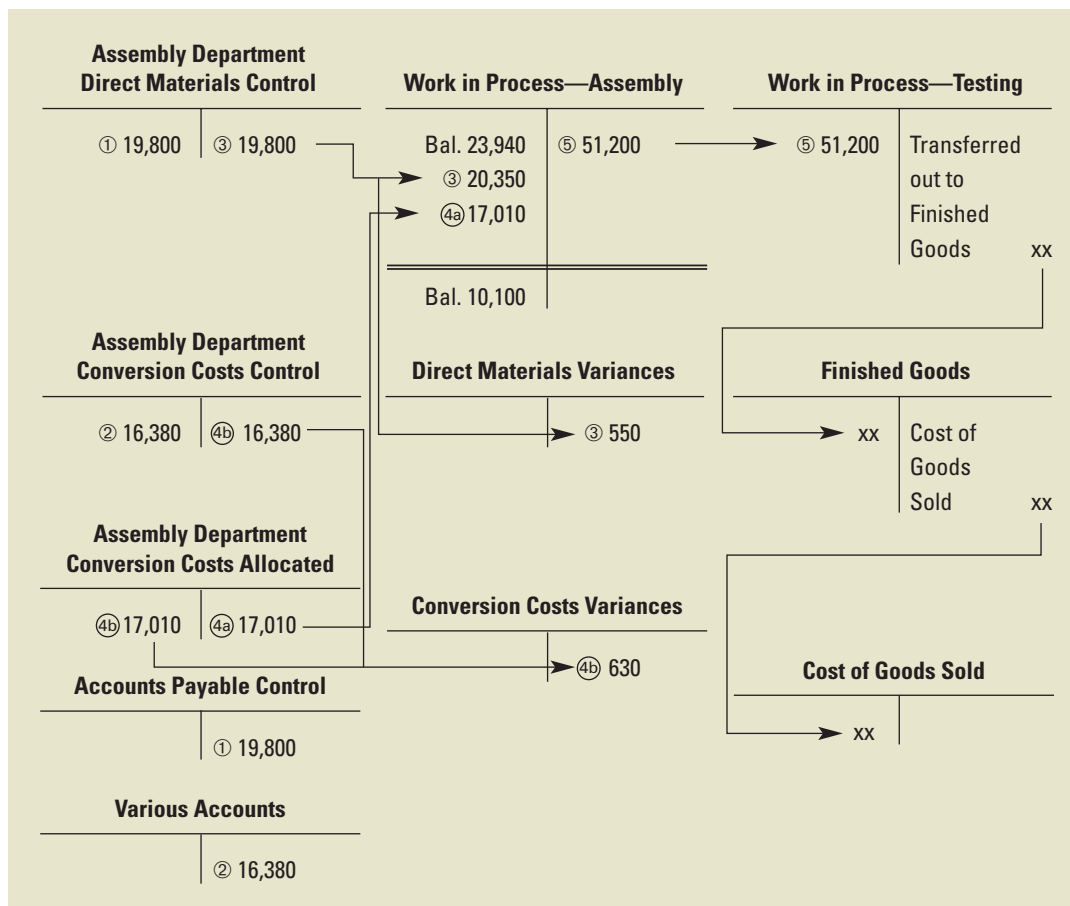 Assembly Department
Direct Materials Control
① 19,800 ③ 19,800
Work in Process—Assembly
Bal. 23,940 ⑤ 51,200
③ 20,350
4a 17,010
Bal. 10,100
Work in Process—Testing
⑤ 51,200 Transferred
out to
Finished
Goods xx
Assembly Department
Conversion Costs Control
② 16,380 4b 16,380
Direct Materials Variances
③ 550
Finished Goods
xx Cost of
Goods
Sold xx
Assembly Department
Conversion Costs Allocated
4b 17,010 4a 17,010
Conversion Costs Variances
4b 630
Cost of Goods Sold
xx
Accounts Payable Control
① 19,800
Various Accounts
② 16,380